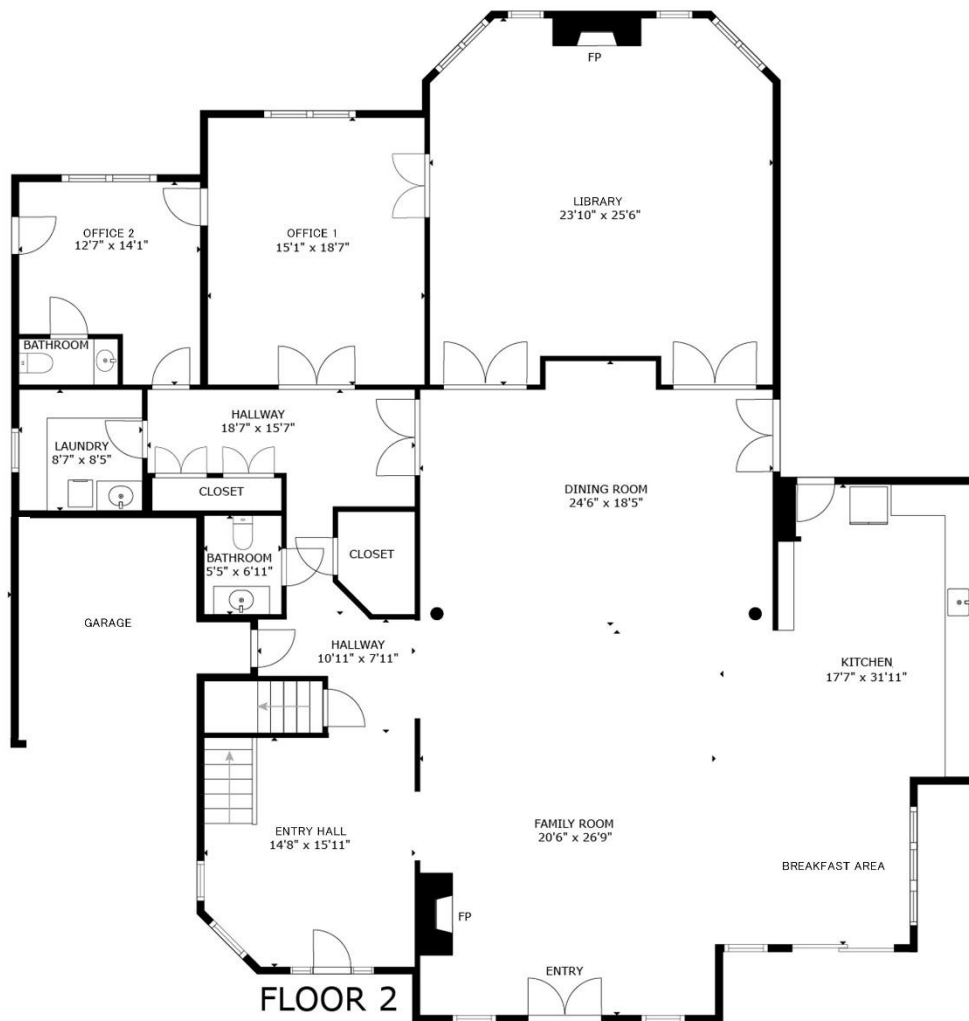 FP
LIBRARY
23'10" x 25'6"
OFFICE 2
12'7" x 14'1"
OFFICE 1
15'1" x 18'7"
BATHROOM
HALLWAY
18'7" x 15'7"
LAUNDRY
8'7" x 8'5"
CLOSET
DINING ROOM
24'6" x 18'5"
BATHROOM
5'5" x 6'11"
CLOSET
GARAGE
HALLWAY
10'11" x 7'11"
KITCHEN
17'7" x 31'11"
ENTRY HALL
14'8" x 15'11"
FAMILY ROOM
20'6" x 26'9"
BREAKFAST AREA
FP
ENTRY
FLOOR 2